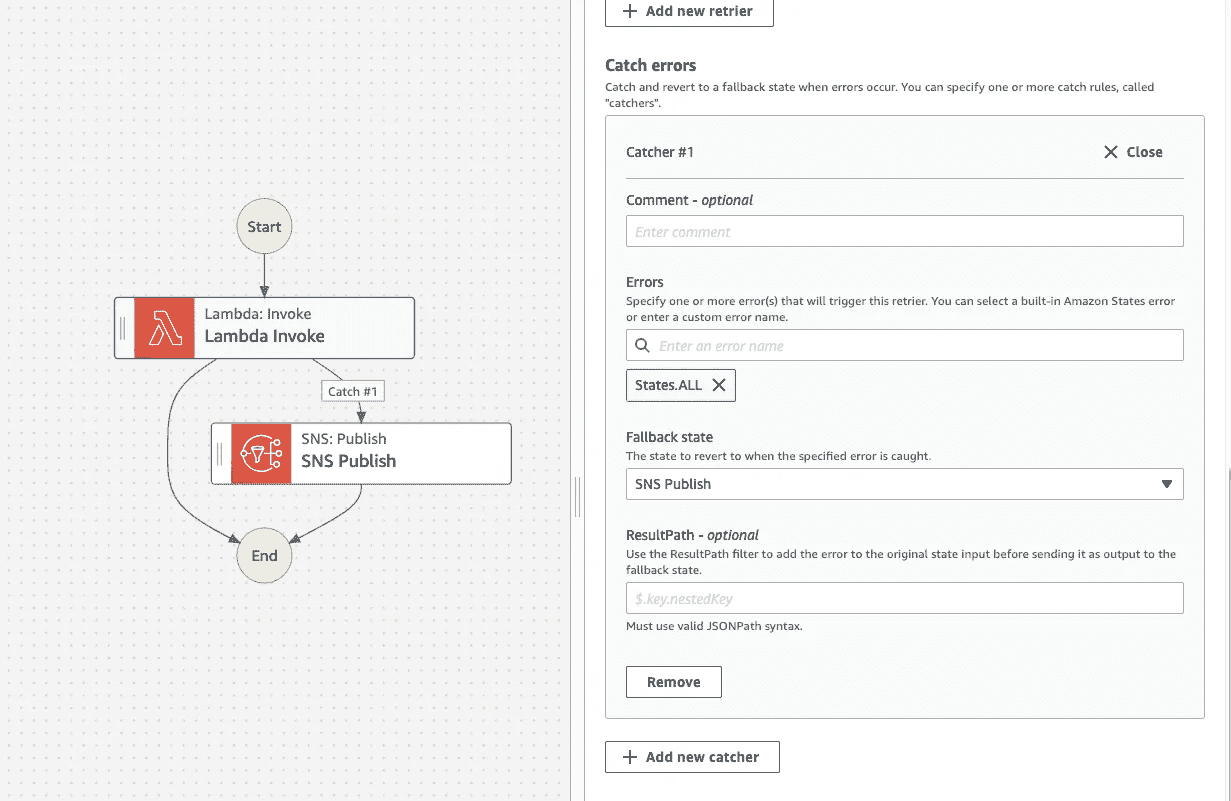 Start
Lambda: Invoke
Lambda Invoke
Catch #1
SNS: Publish
SNS Publish
End
Add new retrier
Catch errors
Catch and revert to a fallback state when errors occur. You can specify one or more catch rules, called
"catchers".
Catcher #1
Close
Comment - optional
Enter comment
Errors
Specify one or more error(s) that will trigger this retrier. You can select a built-in Amazon States error
or enter a custom error name.
Enter an error name
States.ALL
Fallback state
The state to revert to when the specified error is caught.
SNS Publish
ResultPath - optional
Use the ResultPath filter to add the error to the original state input before sending it as output to the
fallback state.
$.key.nestedKey
Must use valid JSONPath syntax.
Remove
Add new catcher